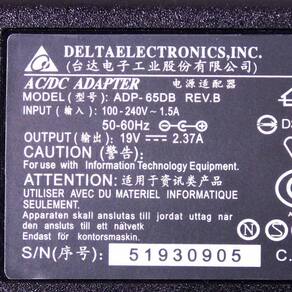 DELTAELECTRONICS,INC.
(台达电子工业股份有限公司)
AC/DC ADAPTER 电源适配器
MODEL(型号): ADP-65DB REV.B
INPUT(输入): 100-240V~1.5A
50-60Hz
OUTPUT(输出): 19V 2.37A
CAUTION(警告):
For use with Information Technology Equipment.
ATTENTION: 适用于资讯类产品
UTILISER AVEC DU MATERIEL INFORMATIQUE
SEULEMENT.
Apparaten skall anslutas till jordat uttag nar
den ansluts till ett natverk
Endast för kontorsmaskin.
S/N(序号): 51930905
C.